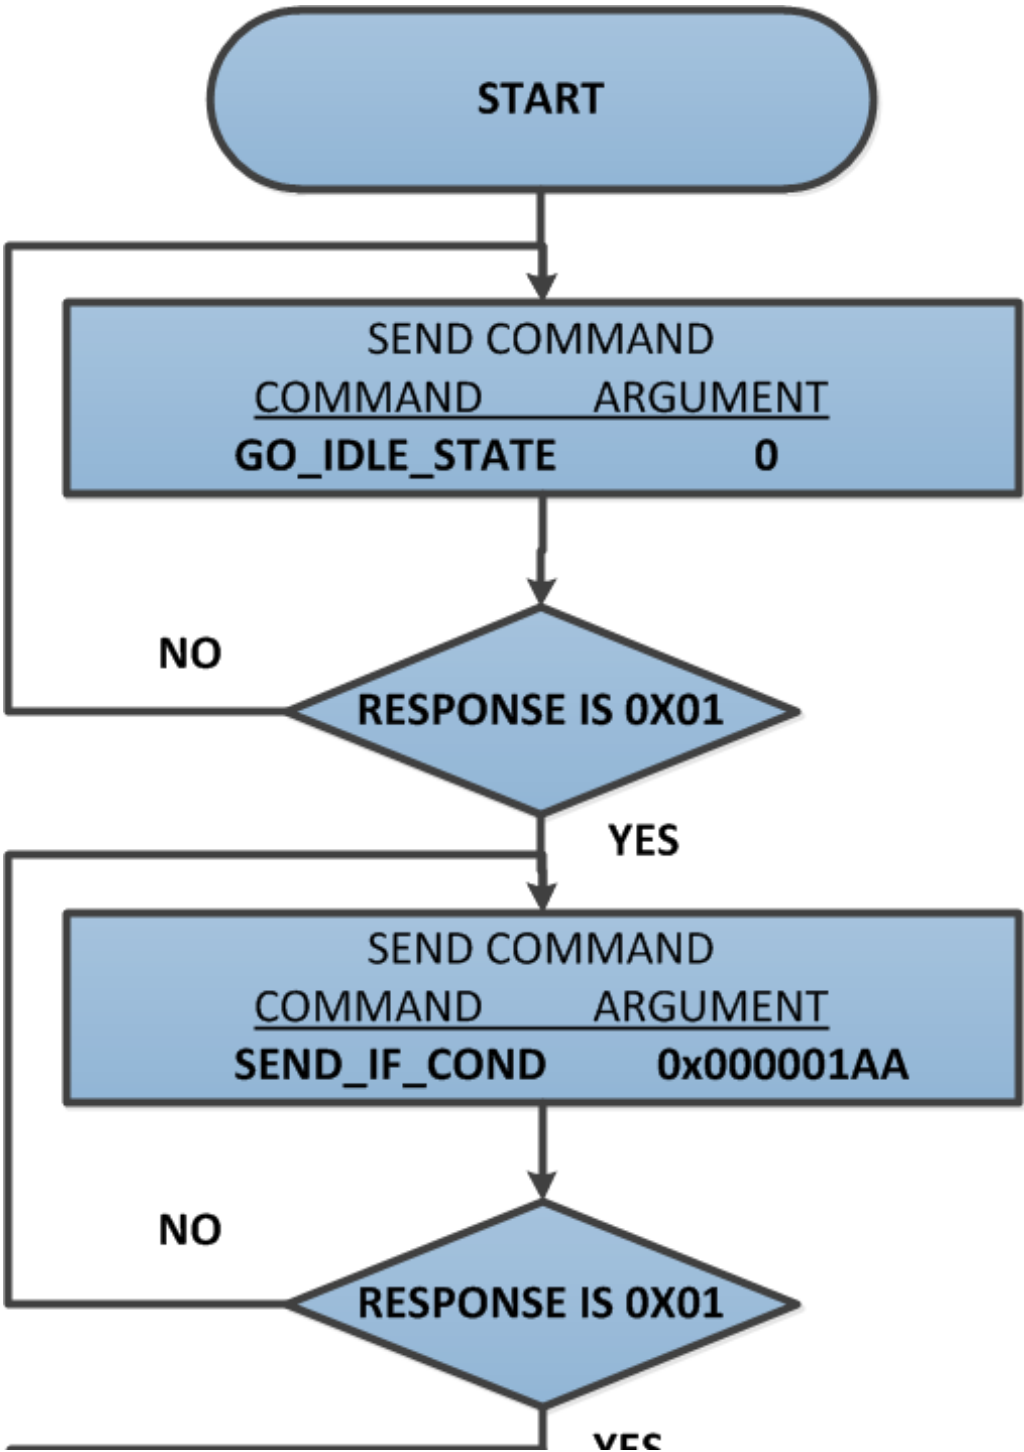 START
SEND COMMAND
COMMAND ARGUMENT
GO_IDLE_STATE 0
NO
RESPONSE IS 0X01
YES
SEND COMMAND
COMMAND ARGUMENT
SEND_IF_COND 0x000001AA
NO
RESPONSE IS 0X01
YES